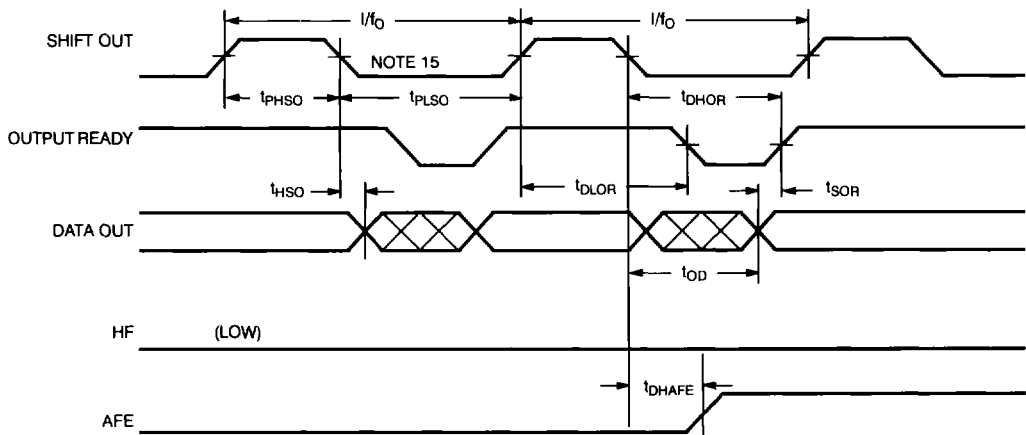 I/fO I/fO
SHIFT OUT
NOTE 15
tPHSO tPLSO tDHOR
OUTPUT READY
tHSO tDLOR tSOR
DATA OUT
tOD
HF (LOW)
tDHAFE
AFE